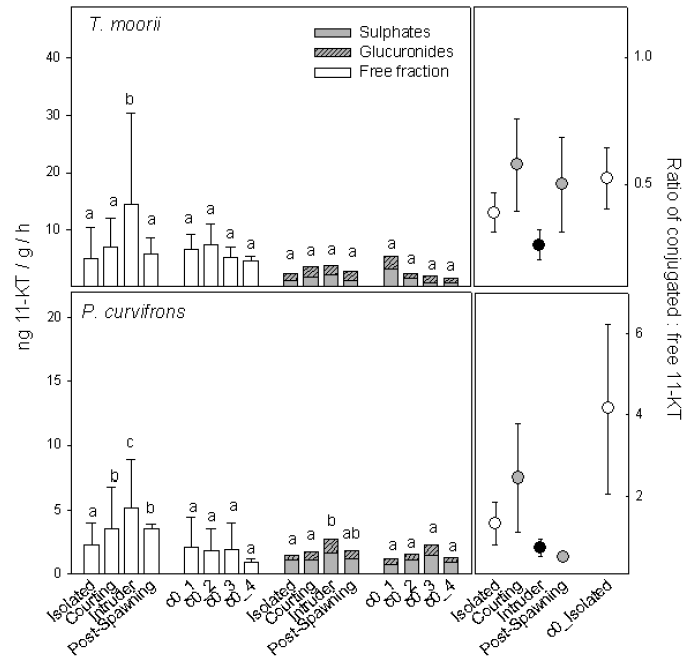 T. moorii
Sulphates
Glucuronides
Free fraction
ng 11-KT / g / h
40
30
20
10
a a b a
a a a a
a a a a
a a a a
Ratio of conjugated : free 11-KT
1.0
0.5
P. curvifrons
20
15
10
5
0
a b c b
a a a a
a a b ab
a a a a
6
4
2
Isolated
Courting
Intruder
Post-Spawning
c0_1
c0_2
c0_3
c0_4
Isolated
Courting
Intruder
Post-Spawning
c0_1
c0_2
c0_3
c0_4
Isolated
Courting
Intruder
Post-Spawning
c0_Isolated